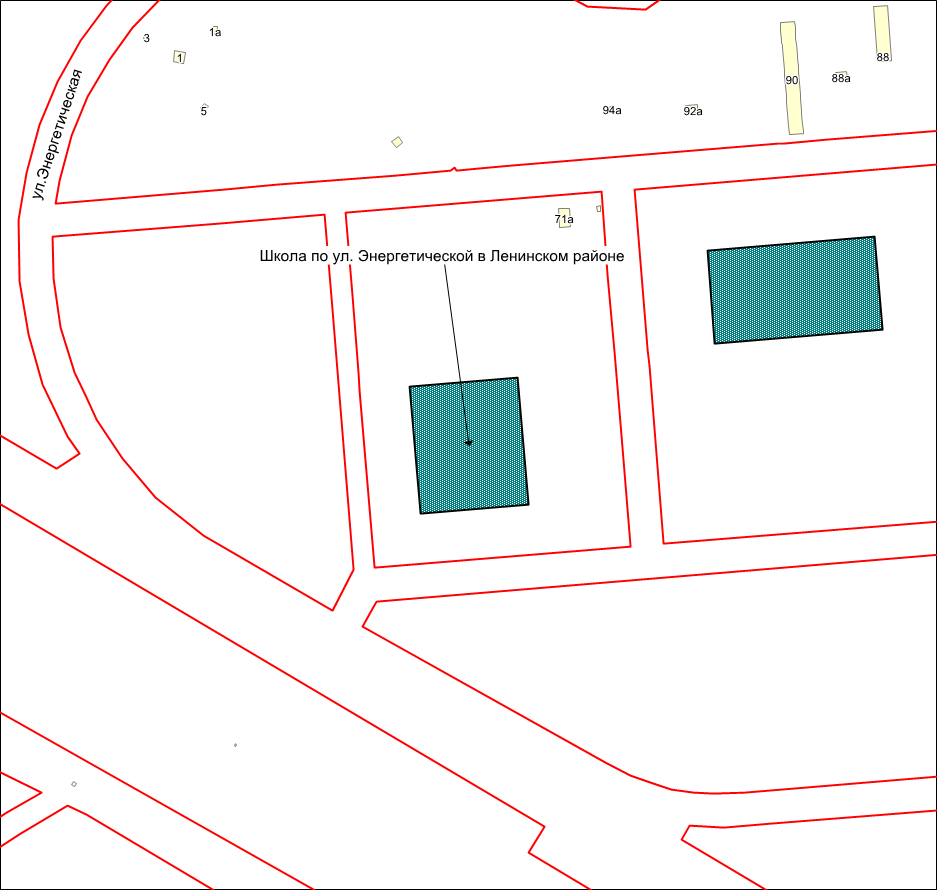 3
1а
1
88
90
88а
ул.Энергетическая
5
94а
92а
71а
Школа по ул. Энергетической в Ленинском районе